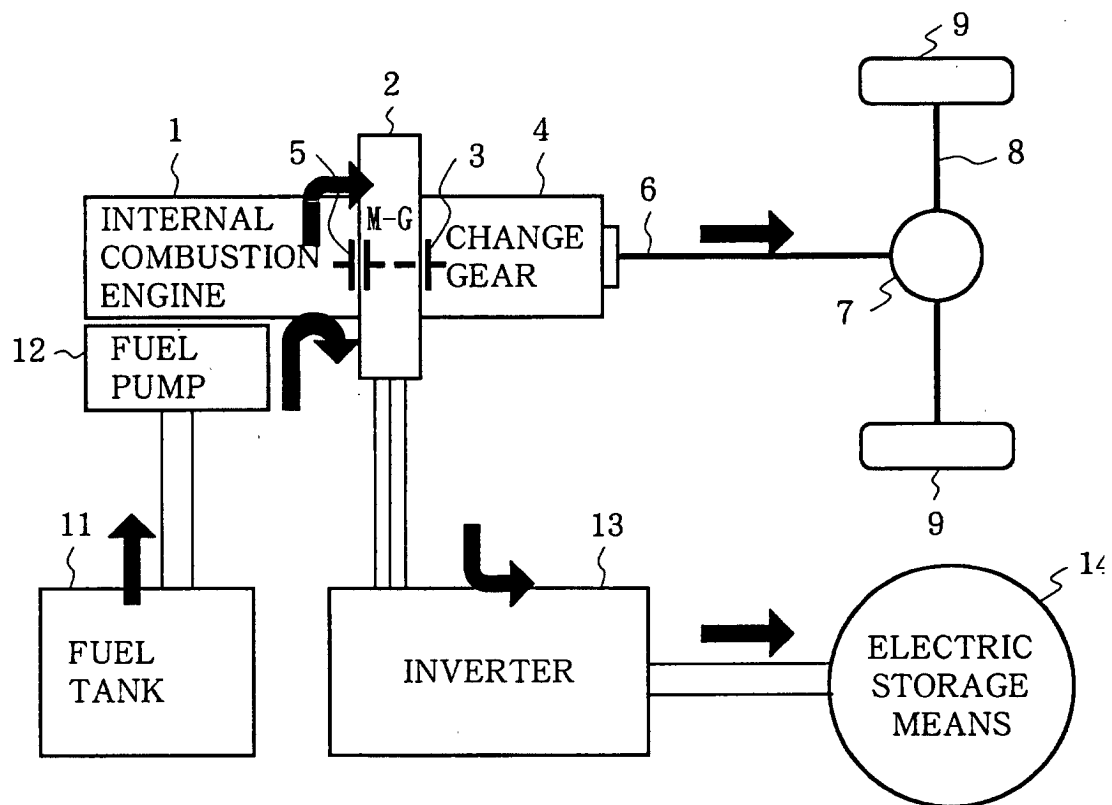 9
2
1
5
3
4
6
8
INTERNAL
COMBUSTION
ENGINE
M-G
CHANGE
GEAR
7
12
FUEL
PUMP
9
11
13
14
FUEL
TANK
INVERTER
ELECTRIC
STORAGE
MEANS